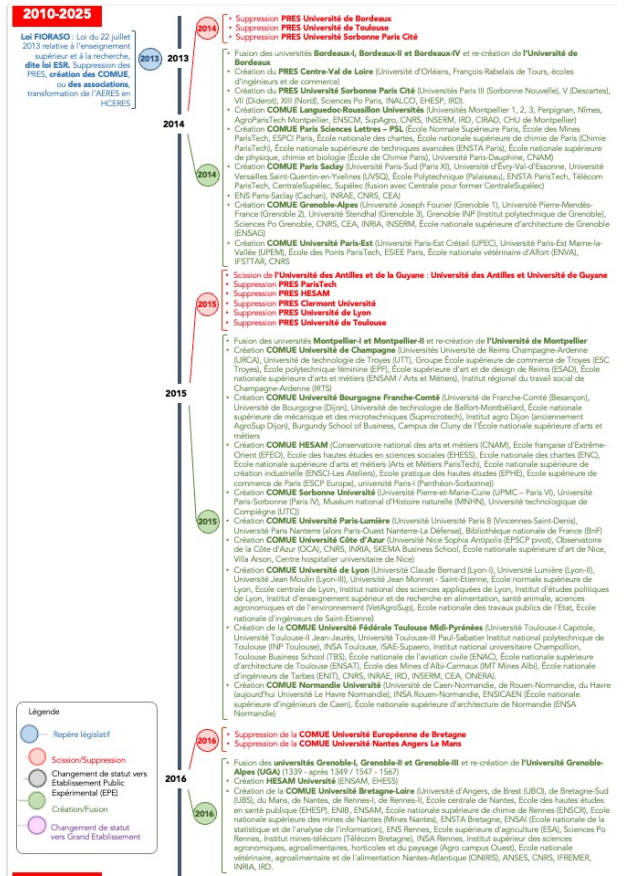 2010-2025
Loi FIORASO : Loi du 22 juillet
2013 relative à l'enseignement
supérieur et à la recherche,
dite loi ESR. Suppression des
PRES, création des COMUE,
ou des associations,
transformation de l'AERES en
HCERES
2013
2013
2014
• Suppression PRES Université de Bordeaux
• Suppression PRES Université de Toulouse
• Suppression PRES Université Sorbonne Paris Cité
2014
2014
• Fusion des universités Bordeaux-I, Bordeaux-II et Bordeaux-IV et re-création de l'Université de
Bordeaux
• Création du PRES Centre-Val de Loire (Université d'Orléans, François-Rabelais de Tours, écoles
d'ingénieurs et de commerce)
• Création du PRES Université Sorbonne Paris Cité (Universités Paris III (Sorbonne Nouvelle), V (Descartes),
VII (Diderot), XIII (Nord), Sciences Po Paris, INALCO, EHESP, IRD).
• Création COMUE Languedoc-Roussillon Universités (Universités Montpellier 1, 2, 3, Perpignan, Nîmes,
AgroParisTech Montpellier, ENSCM, SupAgro, CNRS, INSERM, IRD, CIRAD, CHU de Montpellier)
• Création COMUE Paris Sciences Lettres – PSL (École Normale Supérieure Paris, École des Mines
ParisTech, ESPCI Paris, École nationale des chartes, École nationale supérieure de chimie de Paris (Chimie
ParisTech), École nationale supérieure de techniques avancées (ENSTA Paris), École nationale supérieure
de physique, chimie et biologie (École de Chimie Paris), Université Paris-Dauphine, CNAM)
• Création COMUE Paris Saclay (Université Paris-Sud (Paris XI), Université d'Évry-Val-d'Essonne, Université
Versailles Saint-Quentin-en-Yvelines (UVSQ), École Polytechnique (Palaiseau), ENSTA ParisTech, Télécom
ParisTech, CentraleSupélec, Supélec (fusion avec Centrale pour former CentraleSupélec)
• ENS Paris-Saclay (Cachan), INRAE, CNRS, CEA)
• Création COMUE Grenoble-Alpes (Université Joseph Fourier (Grenoble 1), Université Pierre-Mendès-
France (Grenoble 2), Université Stendhal (Grenoble 3), Grenoble INP (Institut polytechnique de Grenoble),
Sciences Po Grenoble, CNRS, CEA, INRIA, INSERM, École nationale supérieure d'architecture de Grenoble
(ENSAG)
• Création COMUE Université Paris-Est (Université Paris-Est Créteil (UPEC), Université Paris-Est Marne-la-
Vallée (UPEM), École des Ponts ParisTech, ESIEE Paris, École nationale vétérinaire d'Alfort (ENVA),
IFSTTAR, CNRS
2015
• Scission de l'Université des Antilles et de la Guyane : Université des Antilles et Université de Guyane
• Suppression PRES ParisTech
• Suppression PRES HESAM
• Suppression PRES Clermont Université
• Suppression PRES Université de Lyon
• Suppression PRES Université de Toulouse
2015
2015
• Fusion des universités Montpellier-I et Montpellier-II et re-création de l'Université de Montpellier
• Création COMUE Université de Champagne (Universités Université de Reims Champagne-Ardenne
(URCA), Université de technologie de Troyes (UTT), Groupe École supérieure de commerce de Troyes (ESC
Troyes), École polytechnique féminine (EPF), École supérieure d'art et de design de Reims (ESAD), École
nationale supérieure d'arts et métiers (ENSAM / Arts et Métiers), Institut régional du travail social de
Champagne-Ardenne (IRTS)
• Création COMUE Université Bourgogne Franche-Comté (Université de Franche-Comté (Besançon),
Université de Bourgogne (Dijon), Université de technologie de Belfort-Montbéliard, École nationale
supérieure de mécanique et des microtechniques (Supmicrotech), Institut agro Dijon (anciennement
AgroSup Dijon), Burgundy School of Business, Campus de Cluny de l'École nationale supérieure d'arts et
métiers
• Création COMUE HESAM (Conservatoire national des arts et métiers (CNAM), Ecole française d'Extrême-
Orient (EFEO), Ecole des hautes études en sciences sociales (EHESS), Ecole nationale des chartes (ENC),
Ecole nationale supérieure d'arts et métiers (Arts et Métiers ParisTech), Ecole nationale supérieure de
création industrielle (ENSCI-Les Ateliers), Ecole pratique des hautes études (EPHE), Ecole supérieure de
commerce de Paris (ESCP Europe), université Paris-I (Panthéon-Sorbonne))
• Création COMUE Sorbonne Université (Université Pierre-et-Marie-Curie (UPMC – Paris VI), Université
Paris-Sorbonne (Paris IV), Muséum national d'Histoire naturelle (MNHN), Université technologique de
Compiègne (UTC))
• Création COMUE Université Paris-Lumière (Université Université Paris 8 (Vincennes-Saint-Denis),
Université Paris Nanterre (alors Paris-Ouest Nanterre-La Défense), Bibliothèque nationale de France (BnF)
• Création COMUE Université Côte d'Azur (Université Nice Sophia Antipolis (EPSCP pivot), Observatoire
de la Côte d'Azur (OCA), CNRS, INRIA, SKEMA Business School, École nationale supérieure d'art de Nice,
Villa Arson, Centre hospitalier universitaire de Nice)
• Création COMUE Université de Lyon (Université Claude Bernard (Lyon-I), Université Lumière (Lyon-II),
Université Jean Moulin (Lyon-III), Université Jean Monnet - Saint-Etienne, Ecole normale supérieure de
Lyon, Ecole centrale de Lyon, Institut national des sciences appliquées de Lyon, Institut d'études politiques
de Lyon, Institut d'enseignement supérieur et de recherche en alimentation, santé animale, sciences
agronomiques et de l'environnement (VetAgroSup), Ecole nationale des travaux publics de l'Etat, Ecole
nationale d'ingénieurs de Saint-Etienne)
• Création de la COMUE Université Fédérale Toulouse Midi-Pyrénées (Université Toulouse-I Capitole,
Université Toulouse-II Jean-Jaurès, Université Toulouse-III Paul-Sabatier Institut national polytechnique de
Toulouse (INP Toulouse), INSA Toulouse, ISAE-Supaero, Institut national universitaire Champollion,
Toulouse Business School (TBS), École nationale de l'aviation civile (ENAC), École nationale supérieure
d'architecture de Toulouse (ENSAT), École des Mines d'Albi-Carmaux (IMT Mines Albi), École nationale
d'ingénieurs de Tarbes (ENIT), CNRS, INRAE, IRD, INSERM, CEA, ONERA).
• Création COMUE Normandie Université (Université de Caen-Normandie, de Rouen-Normandie, du Havre
(aujourd'hui Université Le Havre Normandie), INSA Rouen-Normandie, ENSICAEN (École nationale
supérieure d'ingénieurs de Caen), École nationale supérieure d'architecture de Normandie (ENSA
Normandie)
Légende
Repère législatif
Scission/Suppression
Changement de statut vers
Etablissement Public
Expérimental (EPE)
Création/Fusion
Changement de statut
vers Grand Etablissement
2016
• Suppression de la COMUE Université Européenne de Bretagne
• Suppression de la COMUE Université Nantes Angers Le Mans
2016
2016
• Fusion des universités Grenoble-I, Grenoble-II et Grenoble-III et re-création de l'Université Grenoble-
Alpes (UGA) (1339 - après 1349 / 1547 - 1567)
• Création HESAM Université (ENSAM, EHESS)
• Création de la COMUE Université Bretagne-Loire (Université d'Angers, de Brest (UBO), de Bretagne-Sud
(UBS), du Mans, de Nantes, de Rennes-I, de Rennes-II, Ecole centrale de Nantes, Ecole des hautes études
en santé publique (EHESP), ENIB, ENSAM, Ecole nationale supérieure de chimie de Rennes (ENSCR), Ecole
nationale supérieure des mines de Nantes (Mines Nantes), ENSTA Bretagne, ENSAI (Ecole nationale de la
statistique et de l'analyse de l'information), ENS Rennes, Ecole supérieure d'agriculture (ESA), Sciences Po
Rennes, Institut mines-télécom (Télécom Bretagne), INSA Rennes, Institut supérieur des sciences
agronomiques, agroalimentaires, horticoles et du paysage (Agro campus Ouest), Ecole nationale
vétérinaire, agroalimentaire et de l'alimentation Nantes-Atlantique (ONIRIS), ANSES, CNRS, IFREMER,
INRIA, IRD.